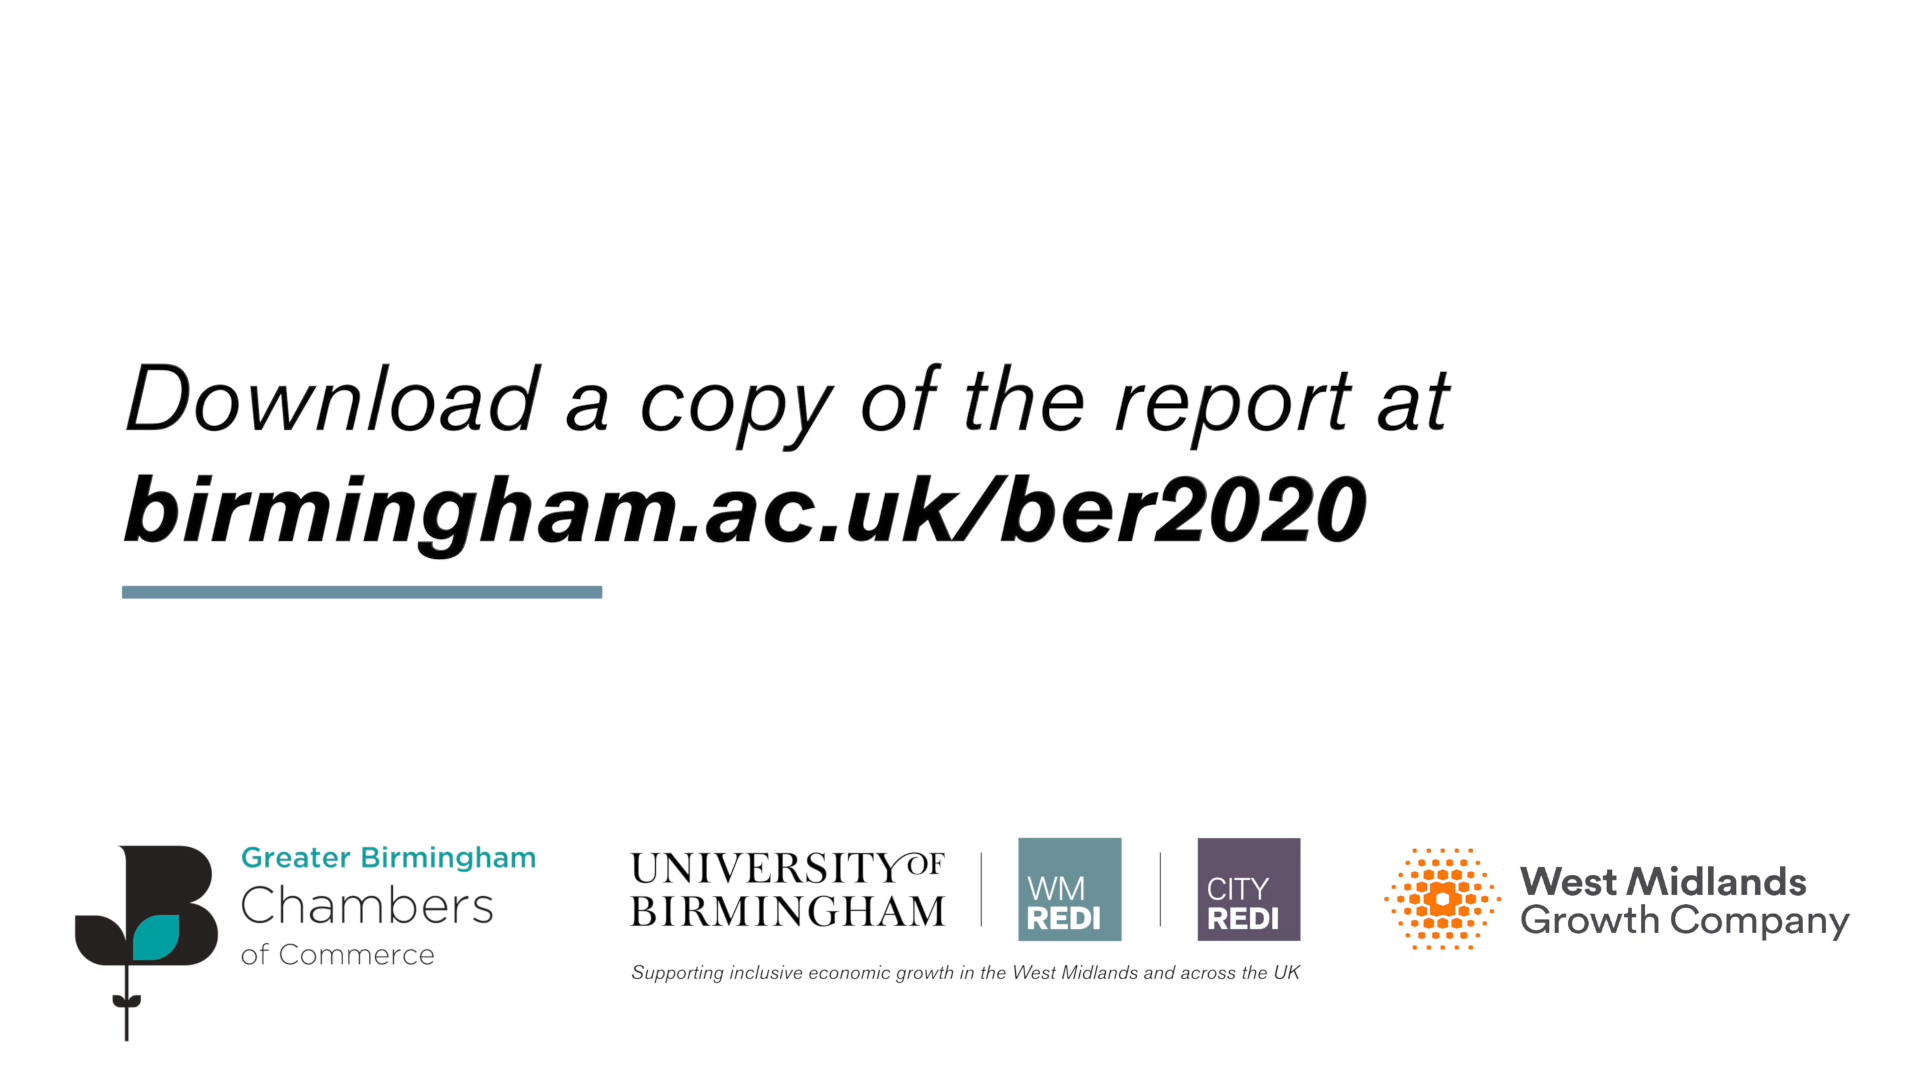 Download a copy of the report at
birmingham.ac.uk/ber2020
Greater Birmingham
Chambers
of Commerce
UNIVERSITY OF
BIRMINGHAM
WM
REDI
CITY
REDI
Supporting inclusive economic growth in the West Midlands and across the UK
West Midlands
Growth Company